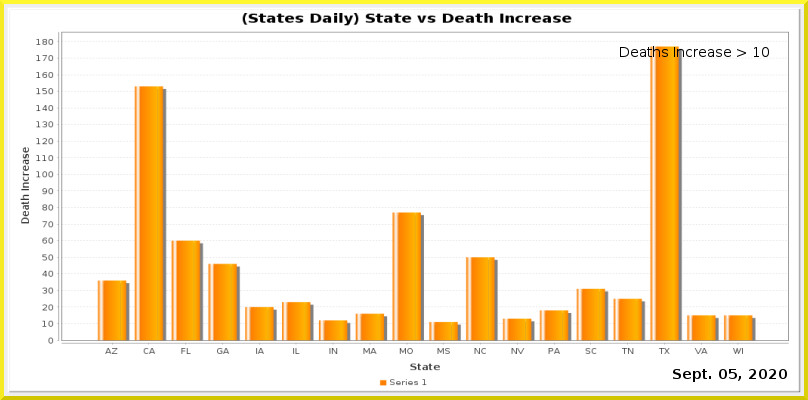 (States Daily) State vs Death Increase
Deaths Increase > 10
Death Increase
180
170
160
150
140
130
120
110
100
90
80
70
60
50
40
30
20
10
0
AZ CA FL GA IA IL IN MA MO MS NC NV PA SC TN TX VA WI
State
Series 1
Sept. 05, 2020